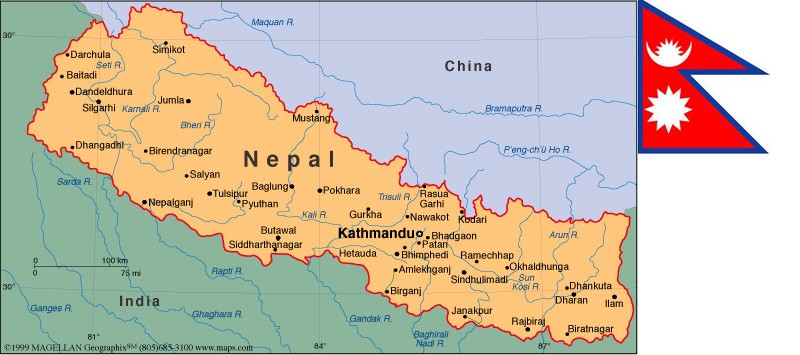 Maquan R.
30°
Simikot
Darchula
Seti R.
China
Baitadi
Dandeldhura
Jumla
Silgarhi
Karnali R.
Bramaputra R.
Mustang
Bheri R.
Dhangadhi
Birendranagar
P'eng-ch'ü Ho R.
Nepal
Salyan
Sarda R.
Baglung
Pokhara
Tulsipur
Trisuli R.
Rasua
Garhi
Nepalganj
Pyuthan
Kali R.
Gurkha
Nawakot
Kodari
Butawal
Kathmandu
Bhadgaon
Arun R.
Siddharthanagar
Patan
Hetauda
Bhimphedi
Ramechhap
0
100 km
75 mi
Rapti R.
Amlekhganj
Sindhulimadi
Okhaldhunga
Sun
Kosi R.
30°
Birganj
Dhankuta
Dharan
Ilam
India
Ganges R.
Ghaghara R.
Gandak R.
Janakpur
Rajbiraj
Biratnagar
Baghirali
Nadi R.
81°
84°
87°
©1999 MAGELLAN Geographix℠ (805)685-3100 www.maps.com